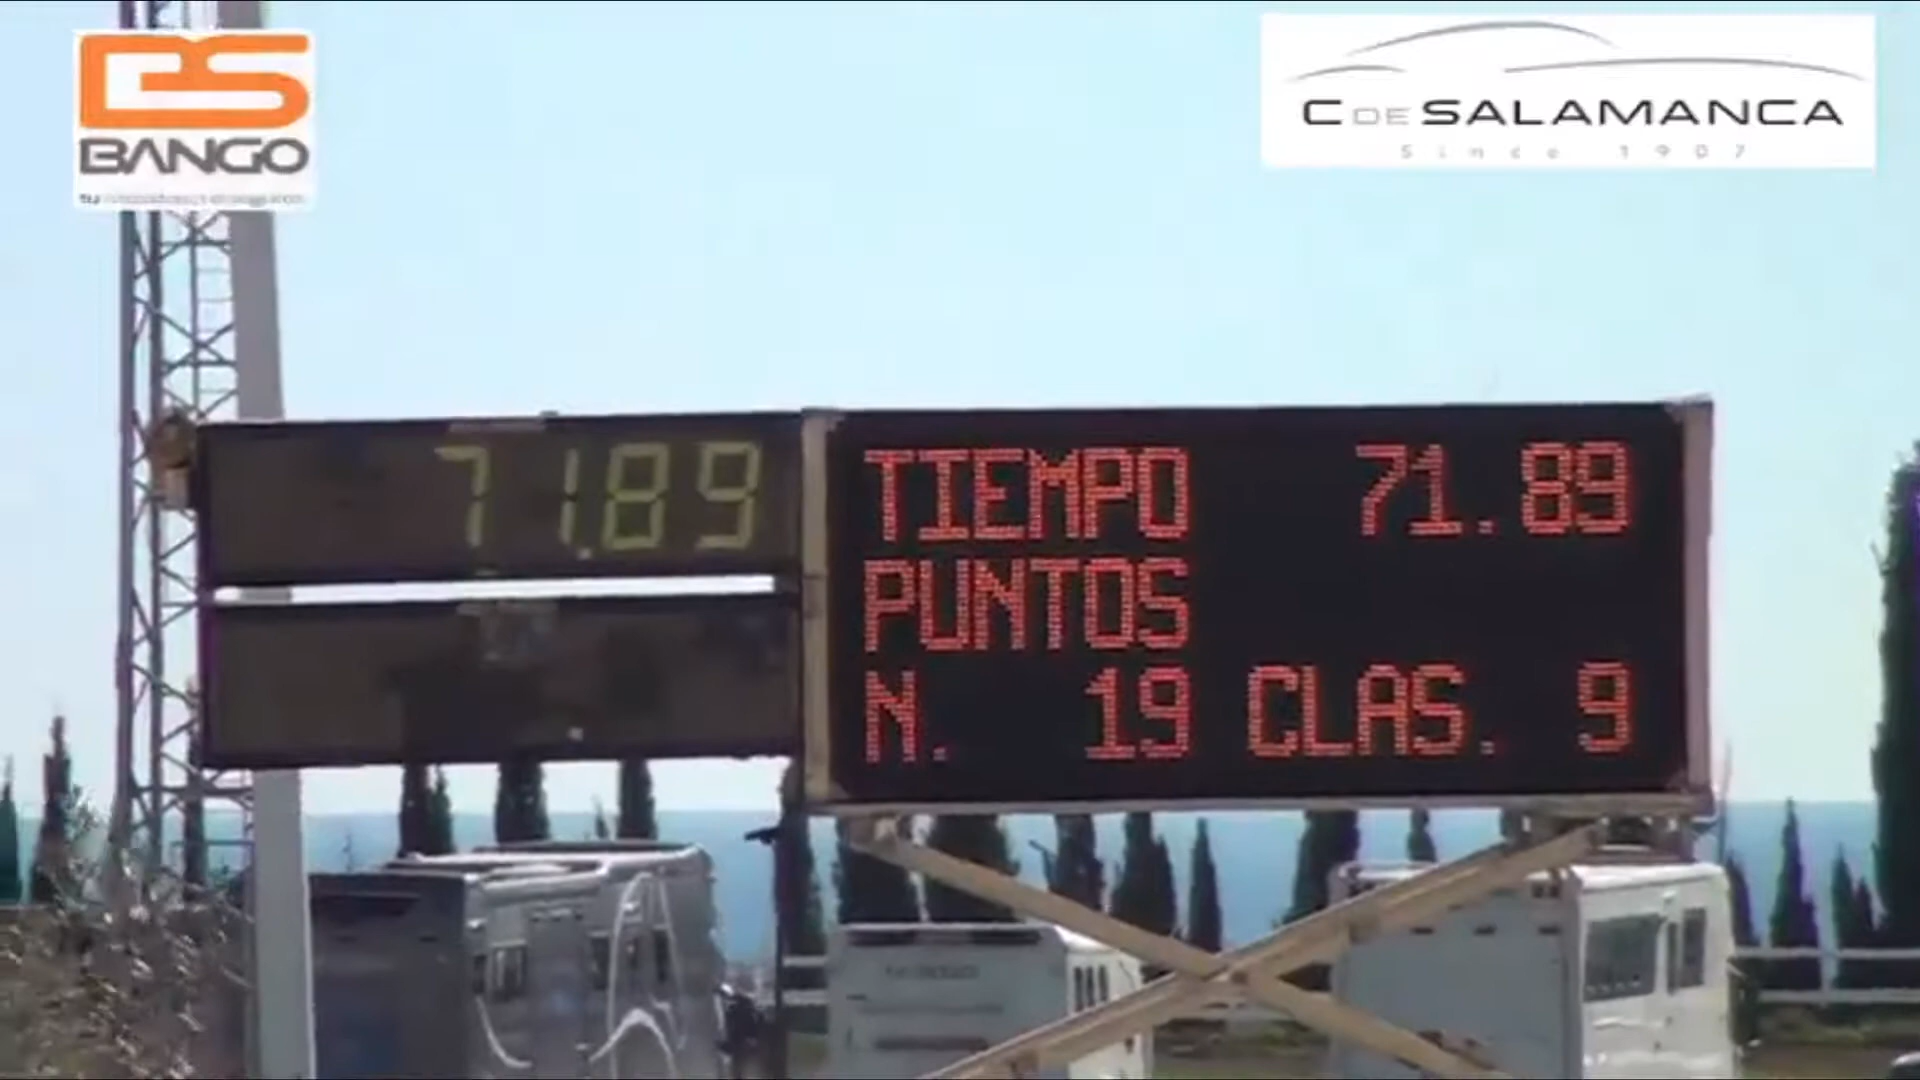 BANGO
C DE SALAMANCA
Since 1907
71.89
TIEMPO 71.89
PUNTOS
N. 19 CLAS. 9